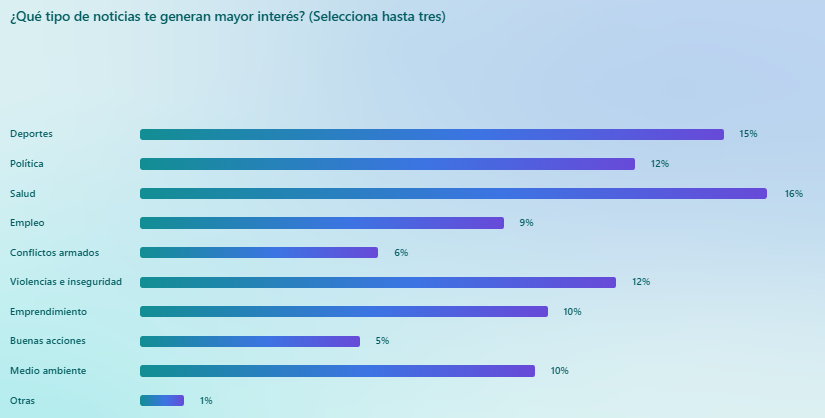 ¿Qué tipo de noticias te generan mayor interés? (Selecciona hasta tres)
Deportes 15%
Política 12%
Salud 16%
Empleo 9%
Conflictos armados 6%
Violencias e inseguridad 12%
Emprendimiento 10%
Buenas acciones 5%
Medio ambiente 10%
Otras 1%